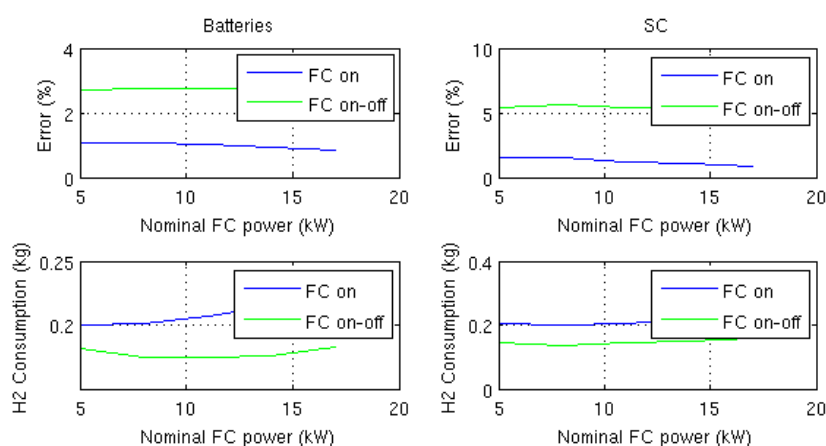 Batteries
4
2
0
Error (%)
FC on
FC on-off
5 10 15 20
Nominal FC power (kW)
SC
10
5
0
Error (%)
FC on
FC on-off
5 10 15 20
Nominal FC power (kW)
0.25
0.2
H2 Consumption (kg)
FC on
FC on-off
5 10 15 20
Nominal FC power (kW)
0.4
0.2
0
H2 Consumption (kg)
FC on
FC on-off
5 10 15 20
Nominal FC power (kW)